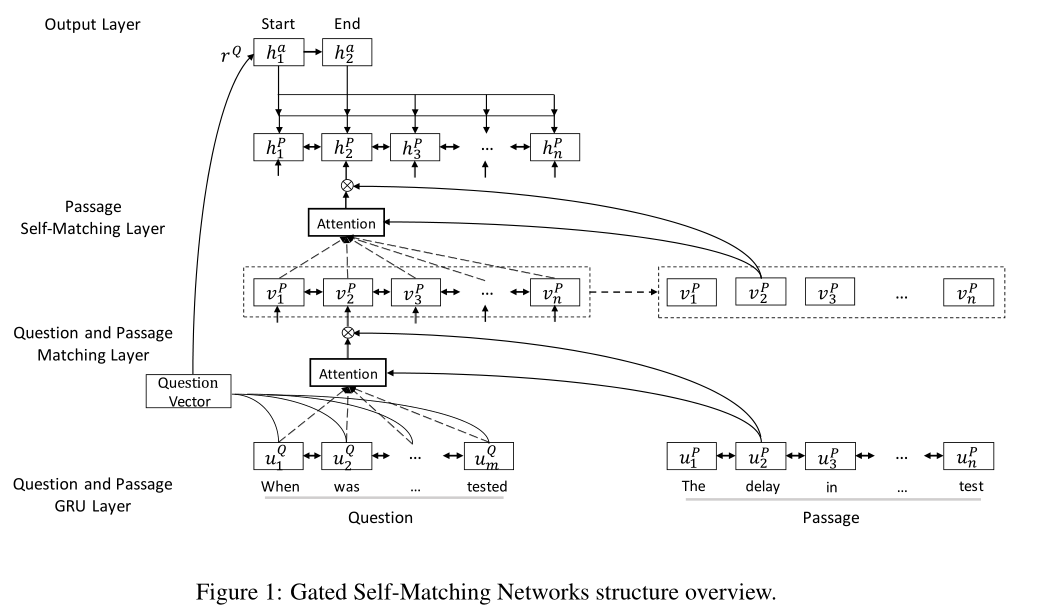 Output Layer
Start End
r^Q h_1^a h_2^a
h_1^P h_2^P h_3^P ... h_n^P
Passage
Self-Matching Layer
Attention
v_1^P v_2^P v_3^P ... v_n^P v_1^P v_2^P v_3^P ... v_n^P
Question and Passage
Matching Layer
Attention
Question
Vector
u_1^Q u_2^Q ... u_m^Q u_1^P u_2^P u_3^P ... u_n^P
Question and Passage
GRU Layer
When was ... tested The delay in ... test
Question Passage
Figure 1: Gated Self-Matching Networks structure overview.